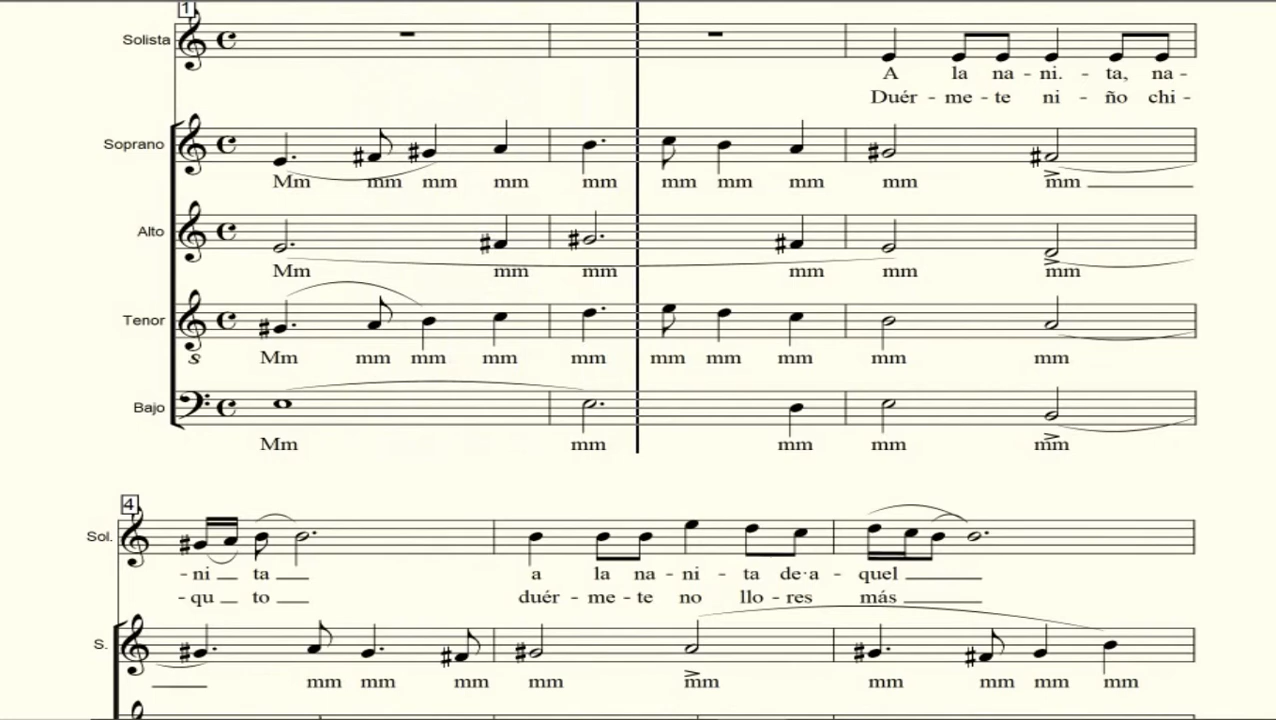 1
Solista
A la na - ni. - ta, na -
Duér - me - te ni - ño chi -
Soprano
Mm mm mm mm mm mm mm mm mm mm
Alto
Mm mm mm mm mm mm
Tenor
8
Mm mm mm mm mm mm mm mm mm mm
Bajo
Mm mm mm mm mm
4
Sol.
- ni ta a la na - ni - ta de·a - quel
- qu to duér - me - te no llo - res más
S.
mm mm mm mm mm mm mm mm mm